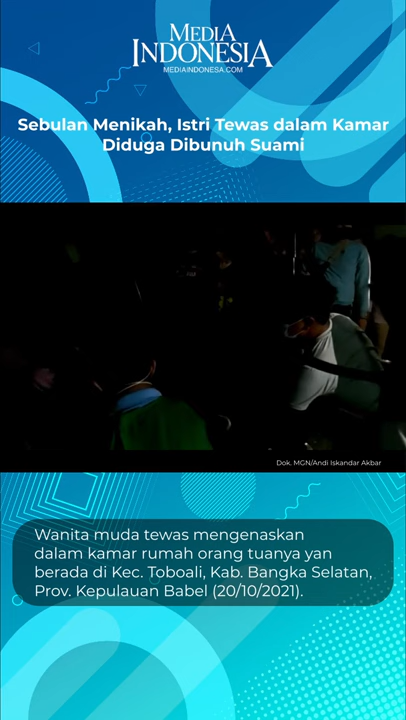 MEDIA
INDONESIA
MEDIAINDONESA.COM
Sebulan Menikah, Istri Tewas dalam Kamar
Diduga Dibunuh Suami
Dok. MGN/Andi Iskandar Akbar
Wanita muda tewas mengenaskan
dalam kamar rumah orang tuanya yan
berada di Kec. Toboali, Kab. Bangka Selatan,
Prov. Kepulauan Babel (20/10/2021).